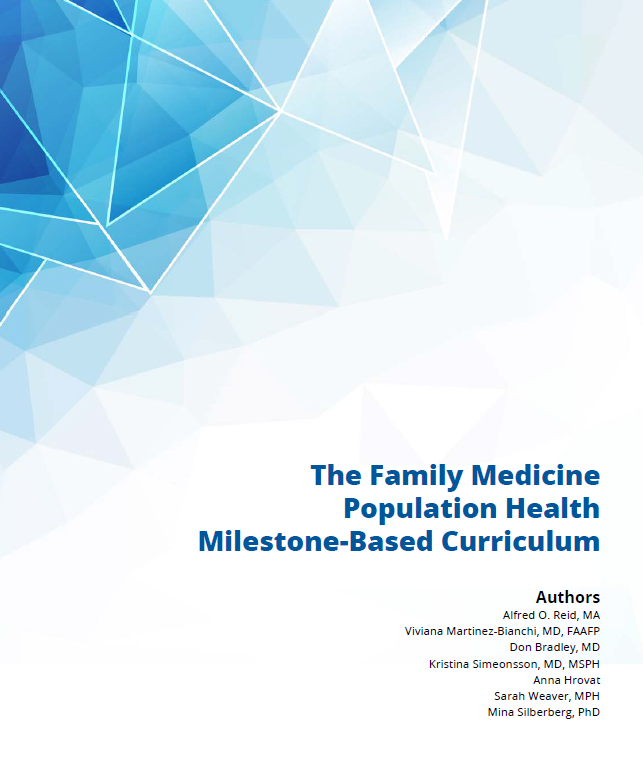 The Family Medicine
Population Health
Milestone-Based Curriculum
Authors
Alfred O. Reid, MA
Viviana Martinez-Bianchi, MD, FAAFP
Don Bradley, MD
Kristina Simeonsson, MD, MSPH
Anna Hrovat
Sarah Weaver, MPH
Mina Silberberg, PhD